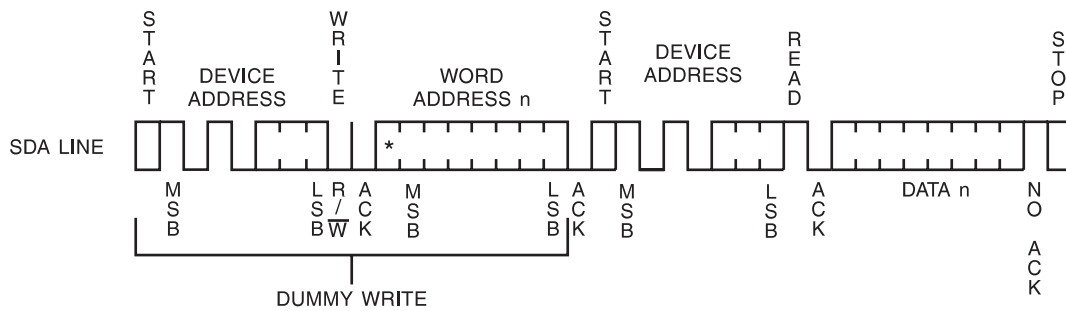 START
DEVICE
ADDRESS
WRITE
WORD
ADDRESS n
START
DEVICE
ADDRESS
READ
STOP
SDA LINE
*
MSB
LSB
R/W
ACK
MSB
LSB
ACK
MSB
LSB
ACK
DATA n
NO ACK
DUMMY WRITE